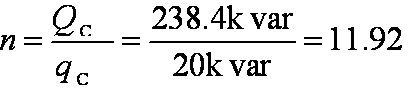 n = Q_C / q_C = 238.4k var / 20k var = 11.92